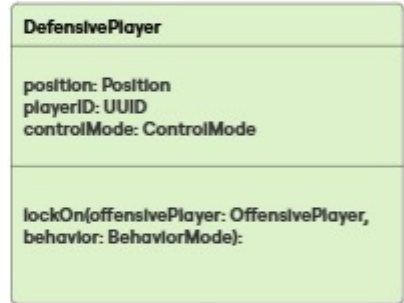 DefensivePlayer
position: Position
playerID: UUID
controlMode: ControlMode
lockOn(offensivePlayer: OffensivePlayer,
behavior: BehaviorMode):